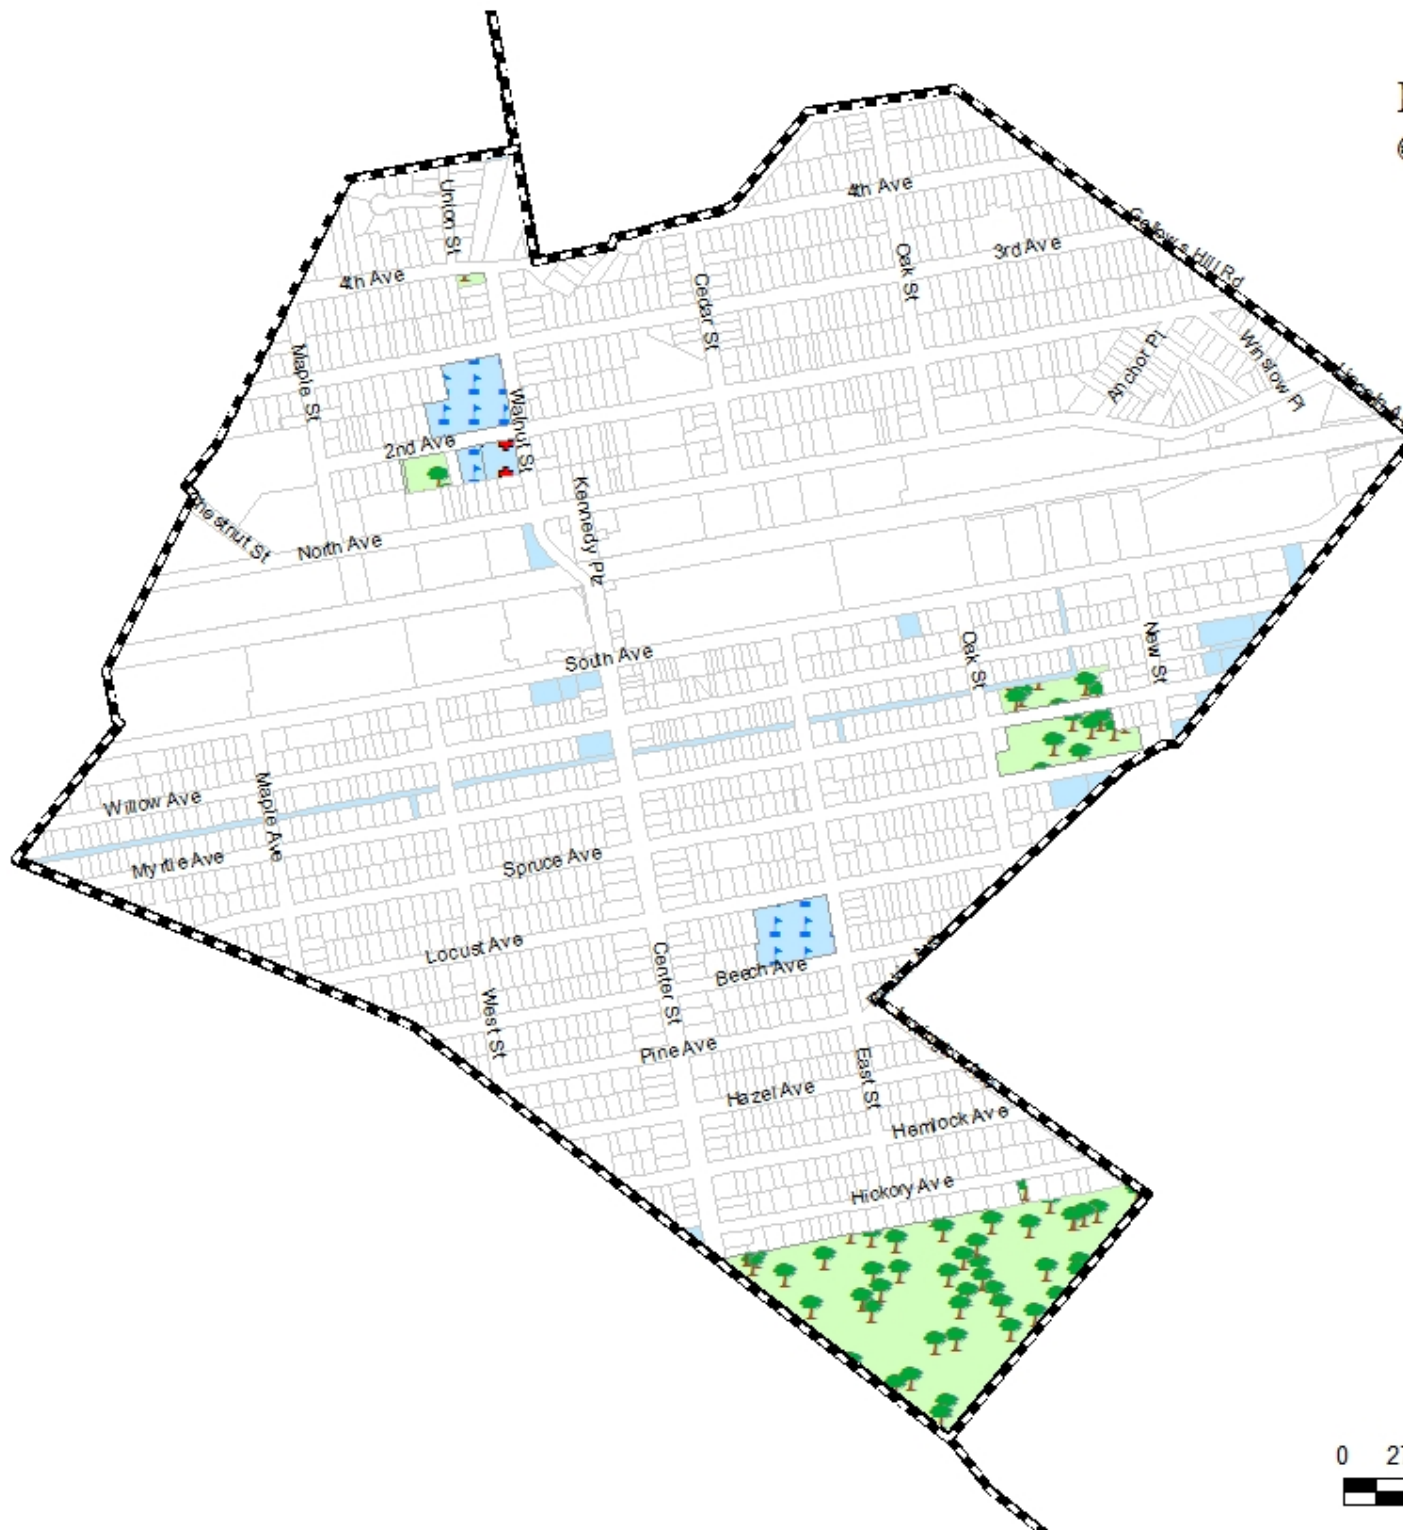 4th Ave
Union St
3rd Ave
Gallows Hill Rd
4th Ave
Oak St
Cedar St
Maple St
Anchor Pl
Winslow Pl
Walnut St
2nd Ave
Kennedy Plz
Chestnut St
North Ave
South Ave
Oak St
New St
Willow Ave
Maple Ave
Myrtle Ave
Spruce Ave
Locust Ave
Center St
Beech Ave
West St
Pine Ave
East St
Hazel Ave
Hemlock Ave
Hickory Ave
0